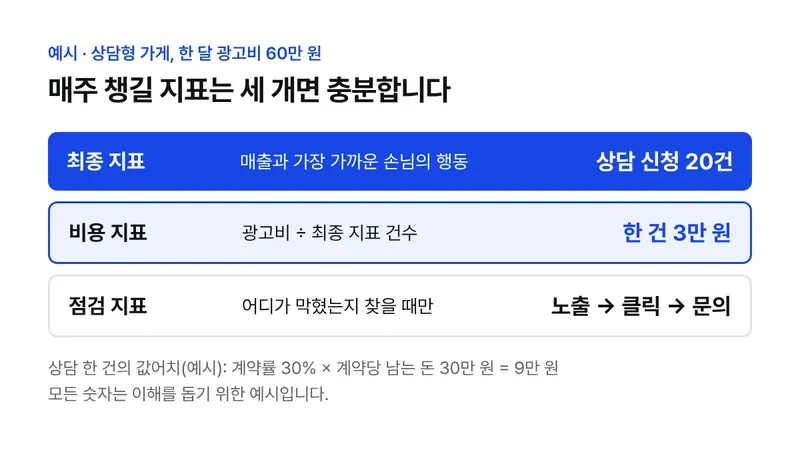 예시 · 상담형 가게, 한 달 광고비 60만 원
매주 챙길 지표는 세 개면 충분합니다
최종 지표 매출과 가장 가까운 손님의 행동 상담 신청 20건
비용 지표 광고비 ÷ 최종 지표 건수 한 건 3만 원
점검 지표 어디가 막혔는지 찾을 때만 노출 → 클릭 → 문의
상담 한 건의 값어치(예시): 계약률 30% × 계약당 남는 돈 30만 원 = 9만 원
모든 숫자는 이해를 돕기 위한 예시입니다.